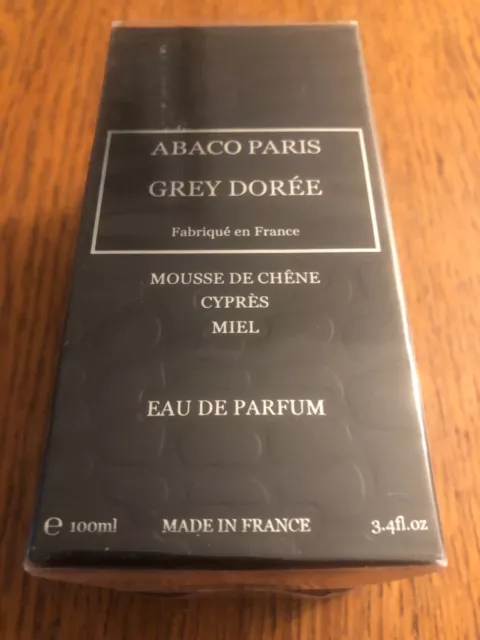 ABACO PARIS
GREY DORÉE
Fabriqué en France
MOUSSE DE CHÊNE
CYPRÈS
MIEL
EAU DE PARFUM
℮ 100ml MADE IN FRANCE 3.4fl.oz